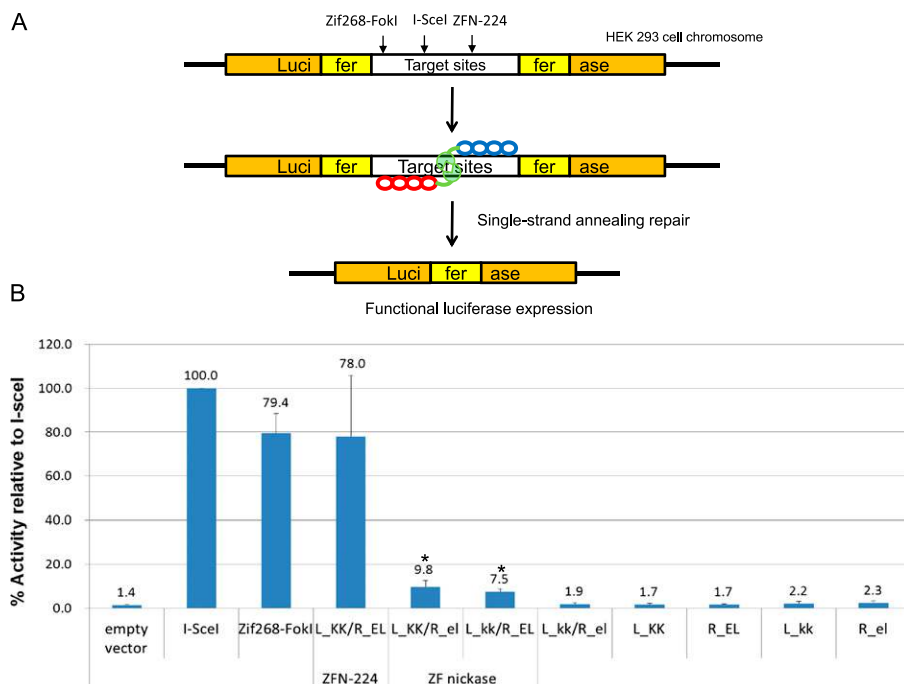 A
Zif268-FokI I-SceI ZFN-224
HEK 293 cell chromosome
Luci fer Target sites fer ase
Luci fer Target sites fer ase
Single-strand annealing repair
Luci fer ase
Functional luciferase expression
B
% Activity relative to I-sceI
120.0
100.0
80.0
60.0
40.0
20.0
0.0
1.4 100.0 79.4 78.0 * 9.8 * 7.5 1.9 1.7 1.7 2.2 2.3
empty vector I-SceI Zif268-FokI L_KK/R_EL L_KK/R_el L_kk/R_EL L_kk/R_el L_KK R_EL L_kk R_el
ZFN-224 ZF nickase